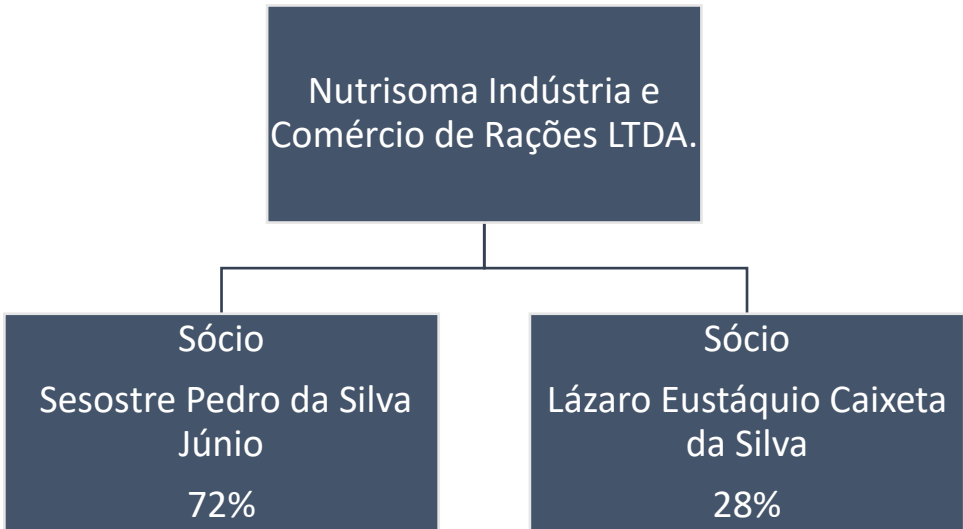 Nutrisoma Indústria e
Comércio de Rações LTDA.
Sócio
Sesostre Pedro da Silva
Júnio
72%
Sócio
Lázaro Eustáquio Caixeta
da Silva
28%